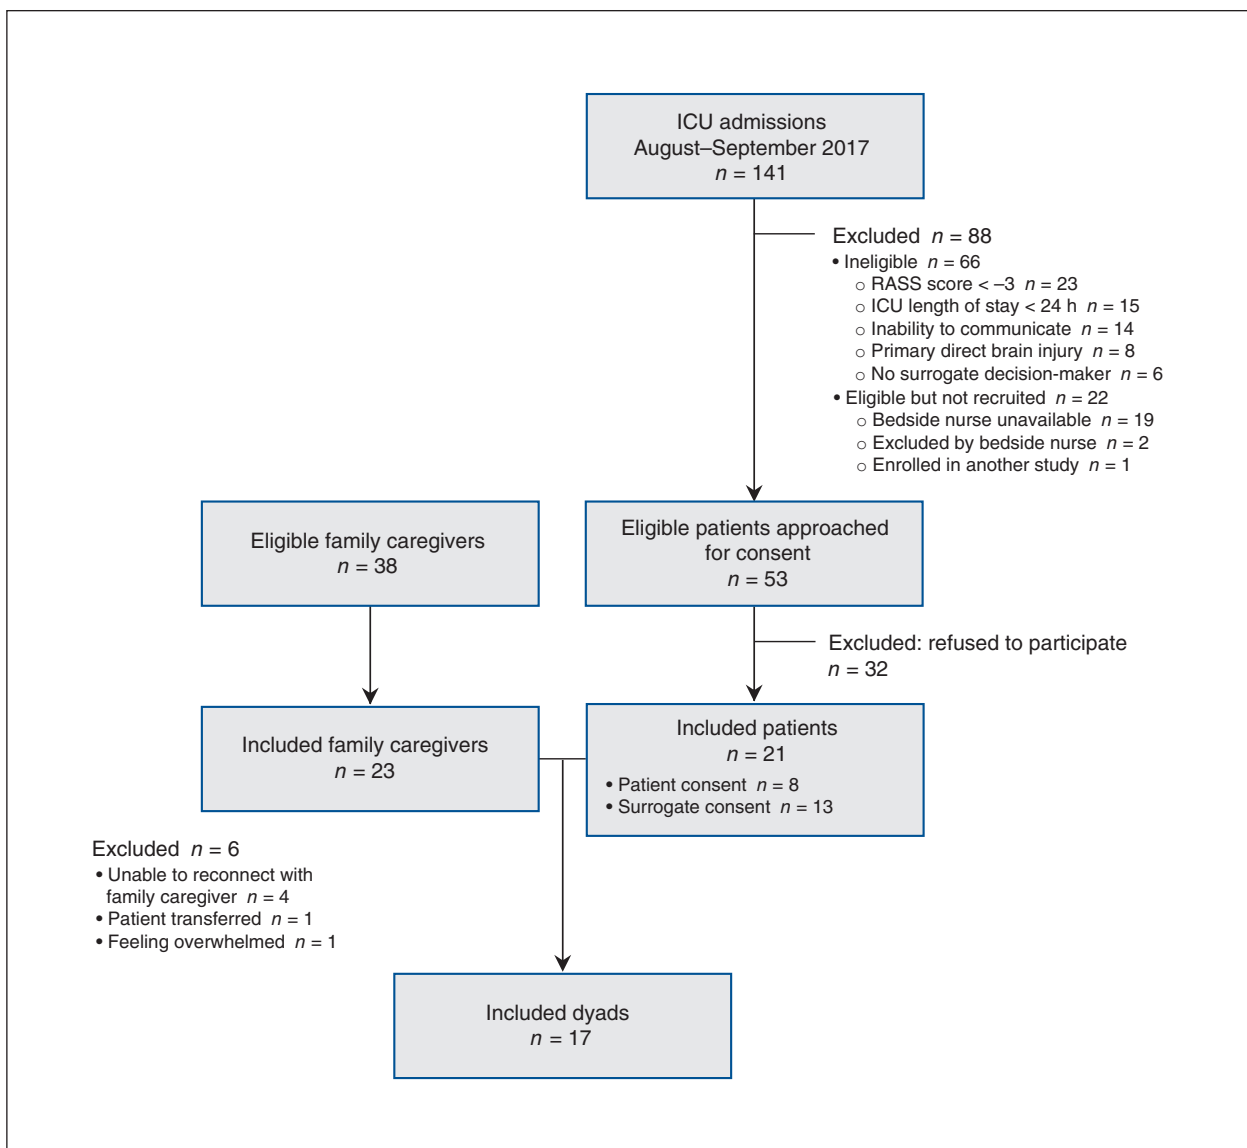 ICU admissions
August–September 2017
n = 141
Excluded n = 88
• Ineligible n = 66
○ RASS score < –3 n = 23
○ ICU length of stay < 24 h n = 15
○ Inability to communicate n = 14
○ Primary direct brain injury n = 8
○ No surrogate decision-maker n = 6
• Eligible but not recruited n = 22
○ Bedside nurse unavailable n = 19
○ Excluded by bedside nurse n = 2
○ Enrolled in another study n = 1
Eligible family caregivers
n = 38
Eligible patients approached
for consent
n = 53
Excluded: refused to participate
n = 32
Included family caregivers
n = 23
Included patients
n = 21
• Patient consent n = 8
• Surrogate consent n = 13
Excluded n = 6
• Unable to reconnect with
family caregiver n = 4
• Patient transferred n = 1
• Feeling overwhelmed n = 1
Included dyads
n = 17